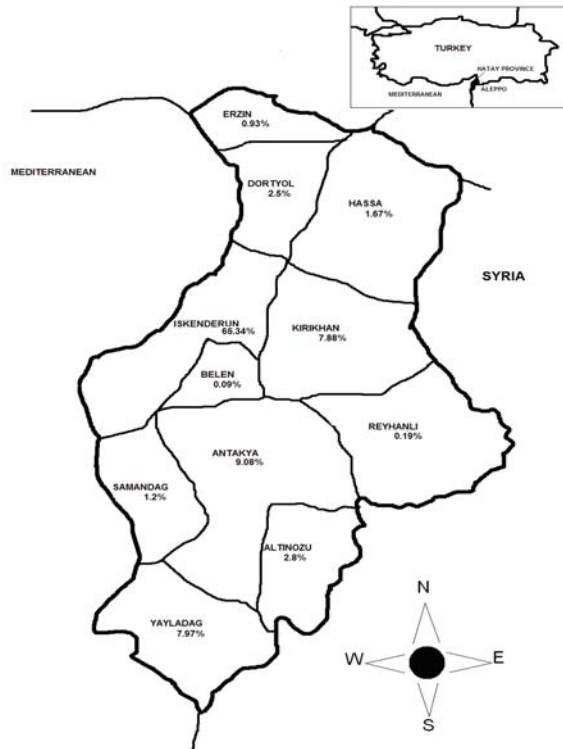 TURKEY
HATAY PROVINCE
MEDITERRANEAN
ALEPPO
ERZIN
0.93%
MEDITERRANEAN
DORTYOL
2.5%
HASSA
1.67%
SYRIA
ISKENDERUN
65.34%
KIRIKHAN
7.88%
BELEN
0.09%
REYHANLI
0.19%
ANTAKYA
9.08%
SAMANDAG
1.2%
ALTINOZU
2.8%
YAYLADAG
7.97%
N
W
E
S